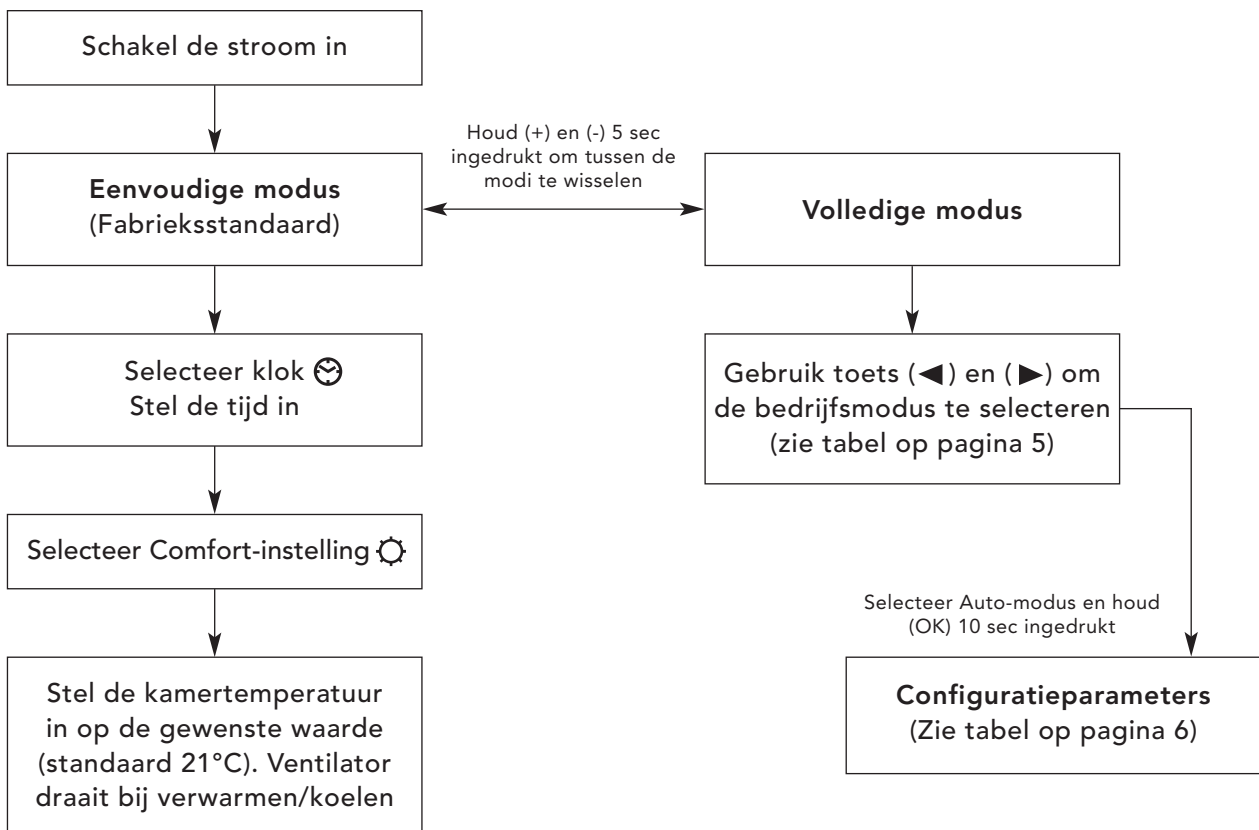 Schakel de stroom in
Houd (+) en (-) 5 sec
ingedrukt om tussen de
modi te wisselen
Eenvoudige modus
(Fabrieksstandaard)
Volledige modus
Selecteer klok
Stel de tijd in
Gebruik toets (◀) en (▶) om
de bedrijfsmodus te selecteren
(zie tabel op pagina 5)
Selecteer Comfort-instelling
Selecteer Auto-modus en houd
(OK) 10 sec ingedrukt
Stel de kamertemperatuur
in op de gewenste waarde
(standaard 21°C). Ventilator
draait bij verwarmen/koelen
Configuratieparameters
(Zie tabel op pagina 6)